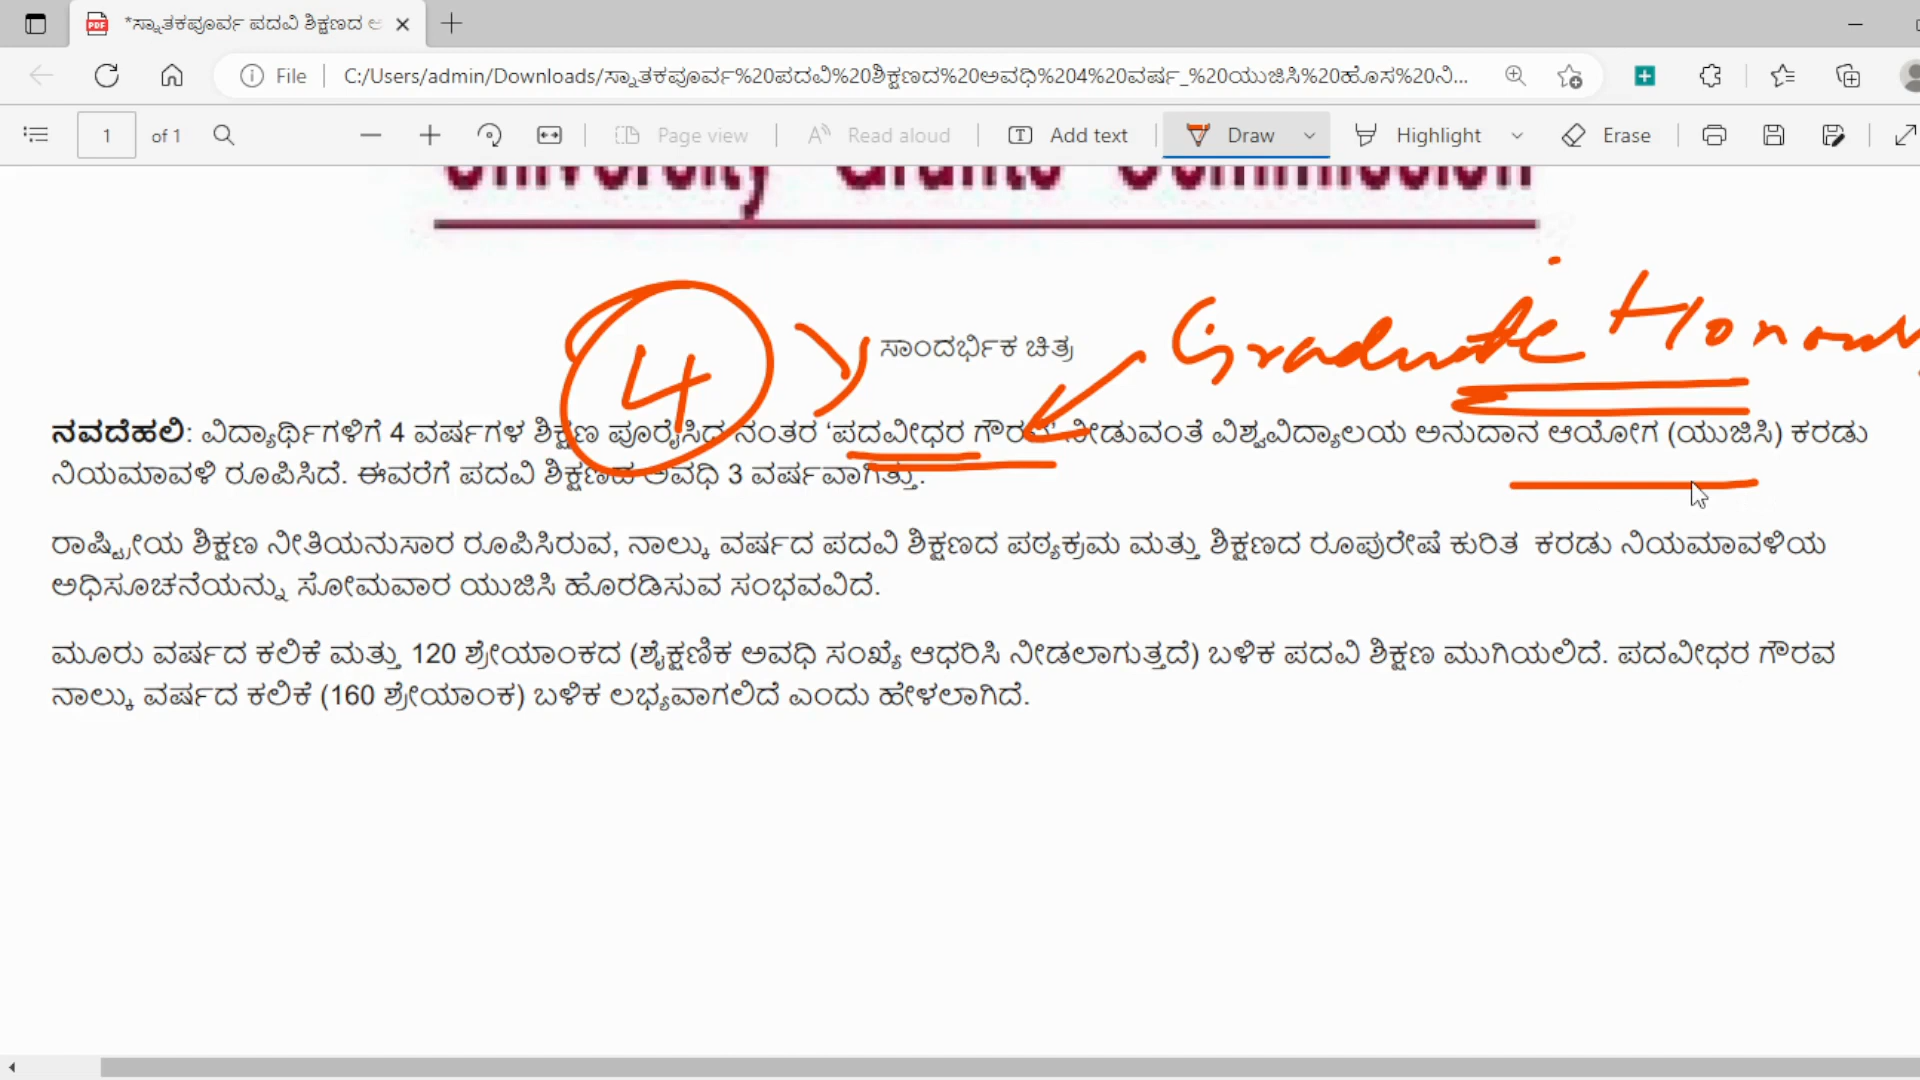 *ಸ್ನಾತಕಪೂರ್ವ ಪದವಿ ಶಿಕ್ಷಣದ ಅ
File
C:/Users/admin/Downloads/ಸ್ನಾತಕಪೂರ್ವ%20ಪದವಿ%20ಶಿಕ್ಷಣದ%20ಅವಧಿ%204%20ವರ್ಷ_%20ಯುಜಿಸಿ%20ಹೊಸ%20ನಿ...
1 of 1 Page view Read aloud Add text Draw Highlight Erase
University Grants Commission
4
Graduate Honours
ಸಾಂದರ್ಭಿಕ ಚಿತ್ರ
ನವದೆಹಲಿ: ವಿದ್ಯಾರ್ಥಿಗಳಿಗೆ 4 ವರ್ಷಗಳ ಶಿಕ್ಷಣ ಪೂರೈಸಿದ ನಂತರ ‘ಪದವೀಧರ ಗೌರವ’ ನೀಡುವಂತೆ ವಿಶ್ವವಿದ್ಯಾಲಯ ಅನುದಾನ ಆಯೋಗ (ಯುಜಿಸಿ) ಕರಡು
ನಿಯಮಾವಳಿ ರೂಪಿಸಿದೆ. ಈವರೆಗೆ ಪದವಿ ಶಿಕ್ಷಣದ ಅವಧಿ 3 ವರ್ಷವಾಗಿತ್ತು.
ರಾಷ್ಟ್ರೀಯ ಶಿಕ್ಷಣ ನೀತಿಯನುಸಾರ ರೂಪಿಸಿರುವ, ನಾಲ್ಕು ವರ್ಷದ ಪದವಿ ಶಿಕ್ಷಣದ ಪಠ್ಯಕ್ರಮ ಮತ್ತು ಶಿಕ್ಷಣದ ರೂಪುರೇಷೆ ಕುರಿತ ಕರಡು ನಿಯಮಾವಳಿಯ
ಅಧಿಸೂಚನೆಯನ್ನು ಸೋಮವಾರ ಯುಜಿಸಿ ಹೊರಡಿಸುವ ಸಂಭವವಿದೆ.
ಮೂರು ವರ್ಷದ ಕಲಿಕೆ ಮತ್ತು 120 ಶ್ರೇಯಾಂಕದ (ಶೈಕ್ಷಣಿಕ ಅವಧಿ ಸಂಖ್ಯೆ ಆಧರಿಸಿ ನೀಡಲಾಗುತ್ತದೆ) ಬಳಿಕ ಪದವಿ ಶಿಕ್ಷಣ ಮುಗಿಯಲಿದೆ. ಪದವೀಧರ ಗೌರವ
ನಾಲ್ಕು ವರ್ಷದ ಕಲಿಕೆ (160 ಶ್ರೇಯಾಂಕ) ಬಳಿಕ ಲಭ್ಯವಾಗಲಿದೆ ಎಂದು ಹೇಳಲಾಗಿದೆ.